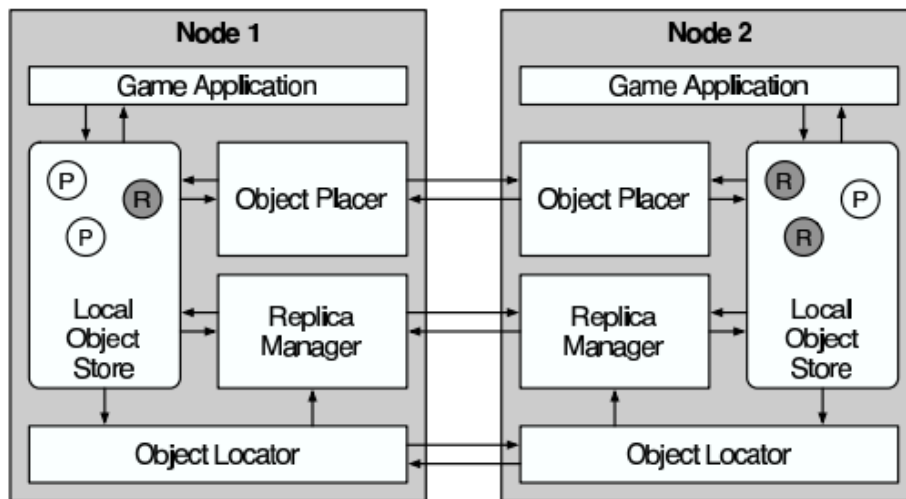 Node 1
Game Application
P
R
P
Local
Object
Store
Object Placer
Replica
Manager
Object Locator
Node 2
Game Application
Object Placer
Replica
Manager
R
P
R
Local
Object
Store
Object Locator